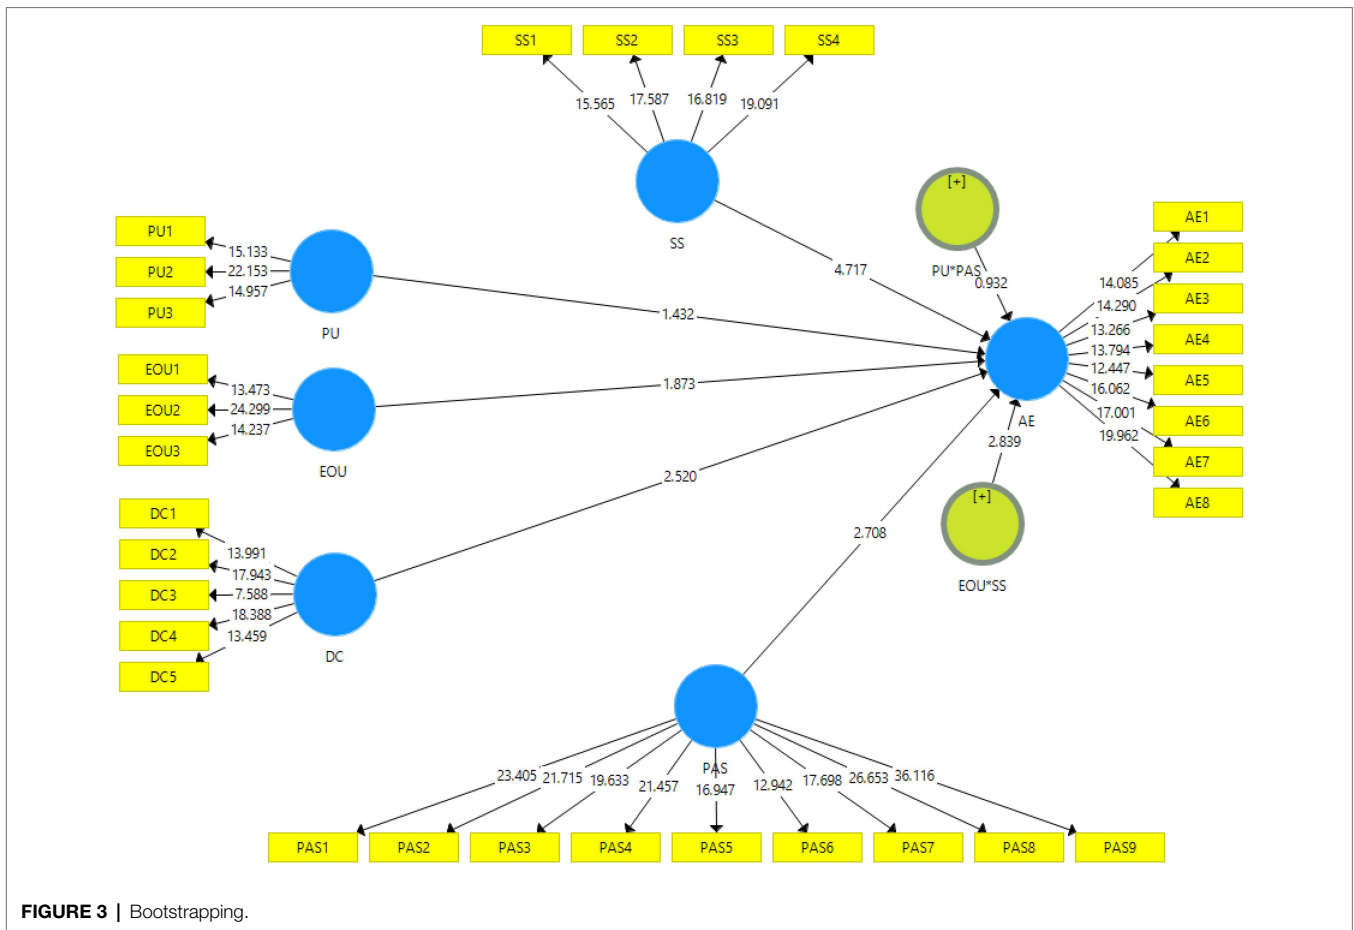 SS1 SS2 SS3 SS4
15.565 17.587 16.819 19.091
SS
[+]
PU*PAS
0.932
4.717
PU1
PU2
PU3
15.133
22.153
14.957
PU
1.432
EOU1
EOU2
EOU3
13.473
24.299
14.237
EOU
1.873
DC1
DC2
DC3
DC4
DC5
13.991
17.943
7.588
18.388
13.459
DC
2.520
AE1
AE2
AE3
AE4
AE5
AE6
AE7
AE8
14.085
14.290
13.266
13.794
12.447
16.062
17.001
19.962
AE
2.839
[+]
EOU*SS
2.708
PAS
23.405 21.715 19.633 21.457 16.947 12.942 17.698 26.653 36.116
PAS1 PAS2 PAS3 PAS4 PAS5 PAS6 PAS7 PAS8 PAS9
FIGURE 3 | Bootstrapping.